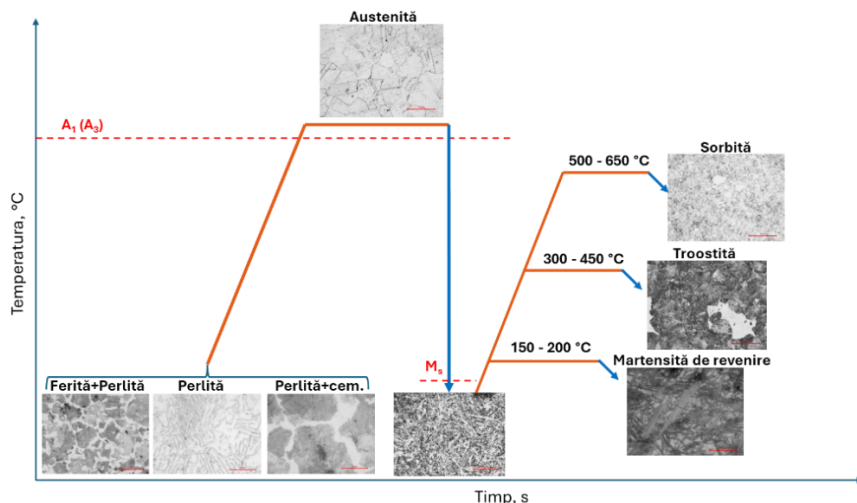 Austenită
A₁ (A₃)
Sorbită
500 - 650 °C
Troostită
300 - 450 °C
150 - 200 °C
Martensită de revenire
Mₛ
Ferită+Perlită
Perlită
Perlită+cem.
Temperatura, °C
Timp, s